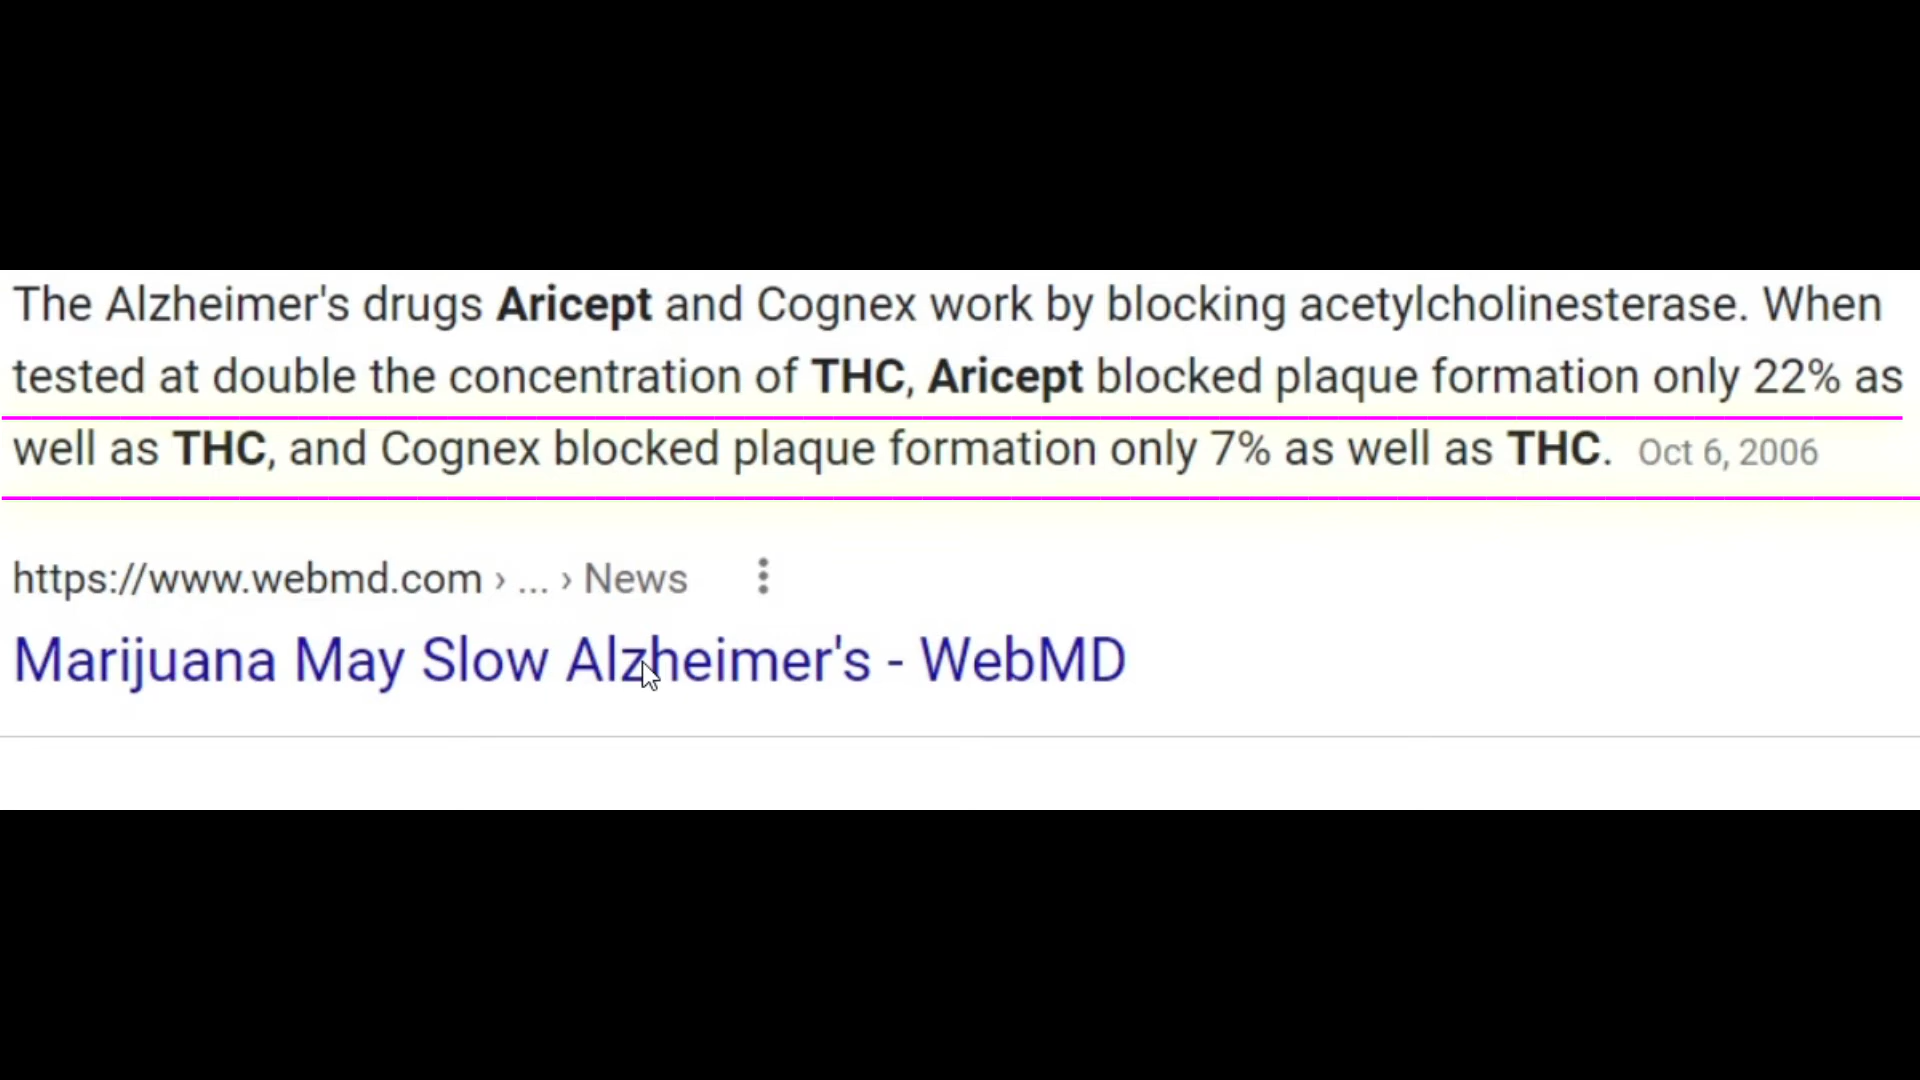 The Alzheimer's drugs Aricept and Cognex work by blocking acetylcholinesterase. When
tested at double the concentration of THC, Aricept blocked plaque formation only 22% as
well as THC, and Cognex blocked plaque formation only 7% as well as THC. Oct 6, 2006
https://www.webmd.com › ... › News
Marijuana May Slow Alzheimer's - WebMD